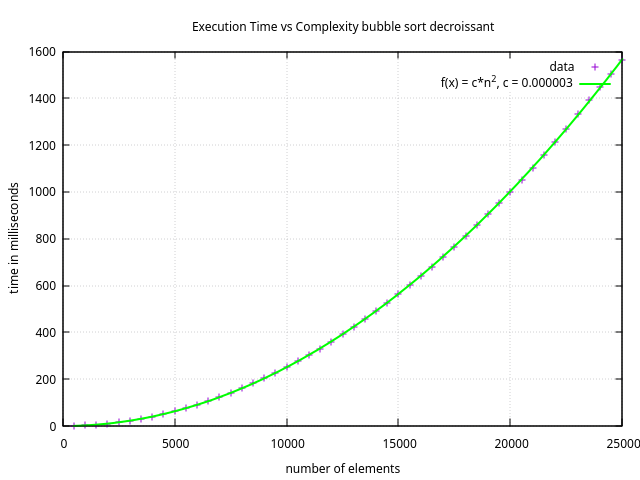 Execution Time vs Complexity bubble sort decroissant
1600
1400
1200
1000
800
600
400
200
0
time in milliseconds
data
f(x) = c*n², c = 0.000003
0 5000 10000 15000 20000 25000
number of elements